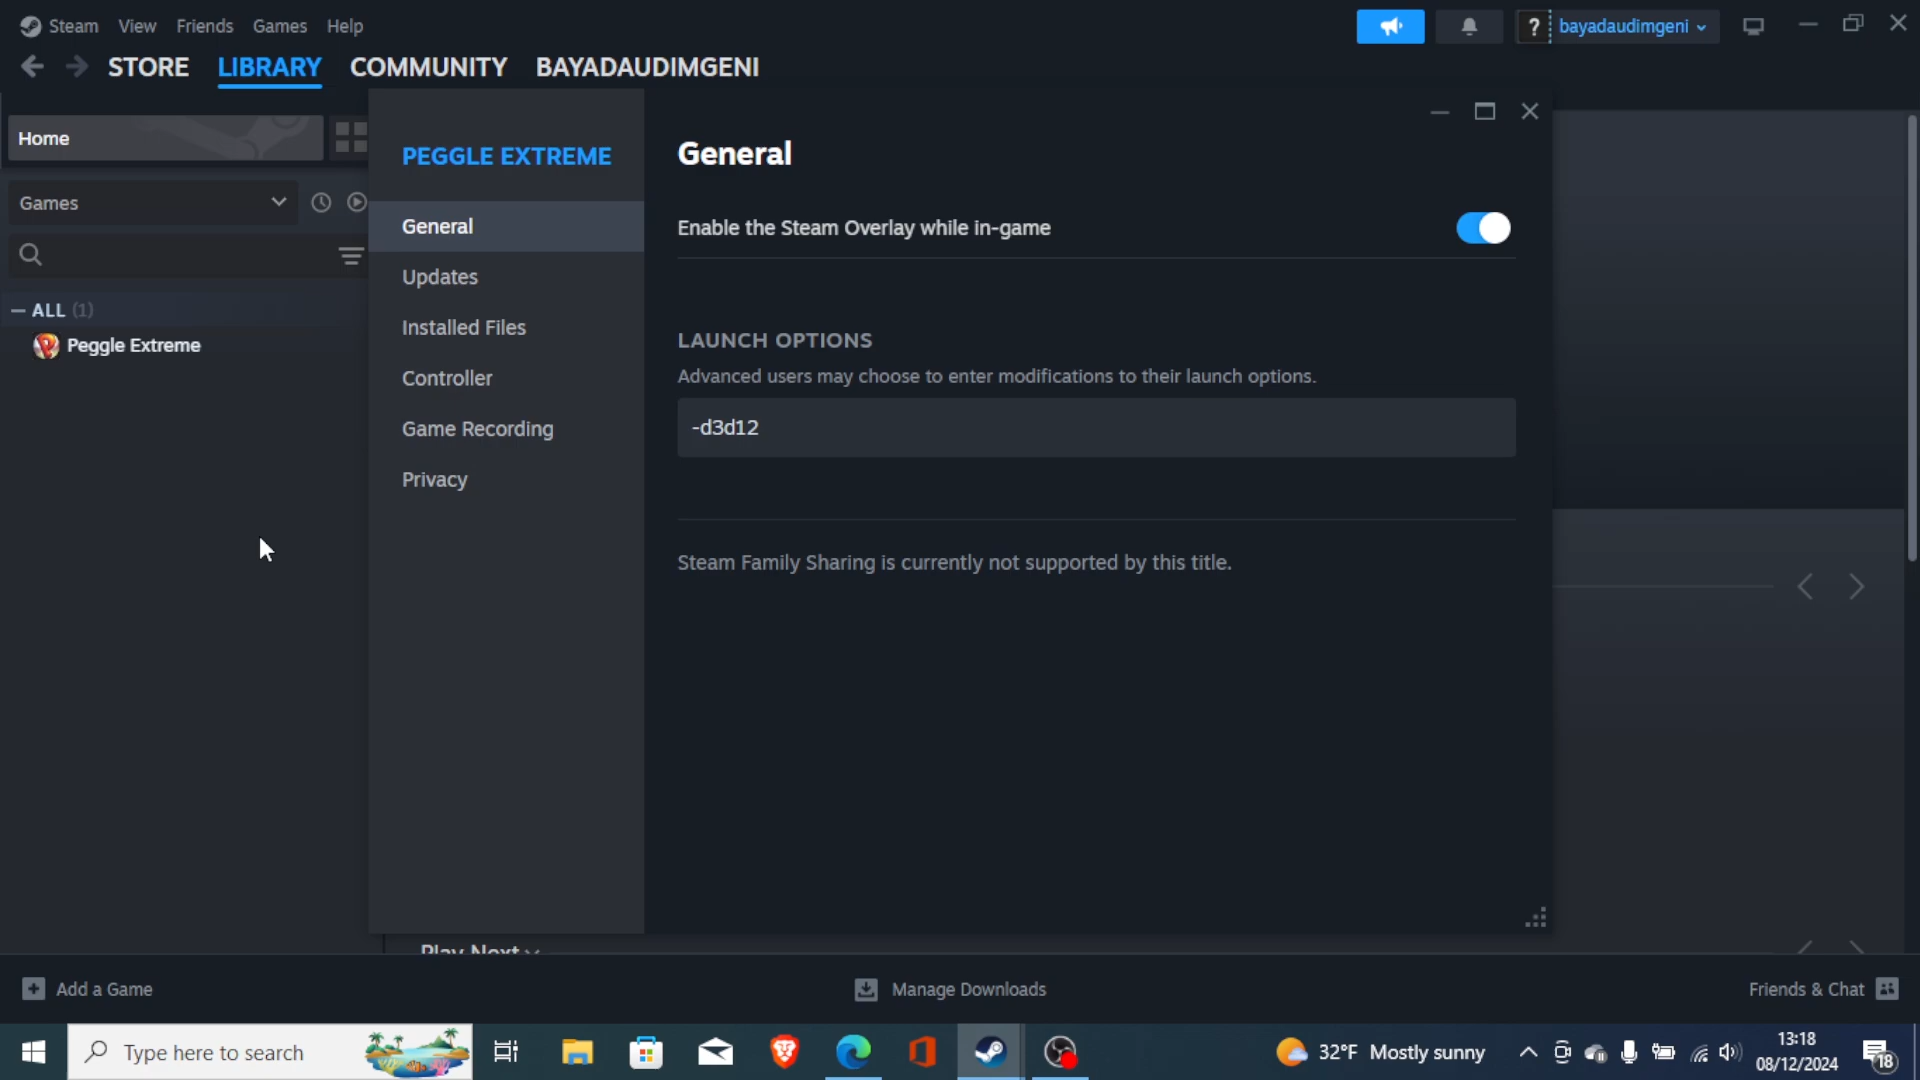 Steam View Friends Games Help
? bayadaudimgeni
STORE LIBRARY COMMUNITY BAYADAUDIMGENI
Home
Games
— ALL (1)
Peggle Extreme
PEGGLE EXTREME
General
Updates
Installed Files
Controller
Game Recording
Privacy
General
Enable the Steam Overlay while in-game
LAUNCH OPTIONS
Advanced users may choose to enter modifications to their launch options.
-d3d12
Steam Family Sharing is currently not supported by this title.
Play Next
Add a Game
Manage Downloads
Friends & Chat
Type here to search
32°F Mostly sunny
13:18
08/12/2024
18